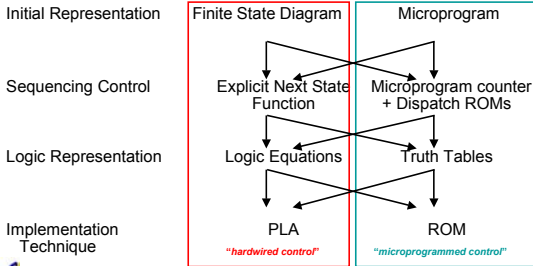 Initial Representation Finite State Diagram Microprogram
Sequencing Control Explicit Next State Microprogram counter
Function + Dispatch ROMs
Logic Representation Logic Equations Truth Tables
Implementation PLA ROM
Technique "hardwired control" "microprogrammed control"